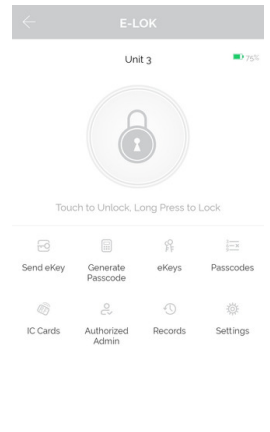 E-LOK
Unit 3
75%
Touch to Unlock, Long Press to Lock
Send eKey
Generate
Passcode
eKeys
Passcodes
IC Cards
Authorized
Admin
Records
Settings